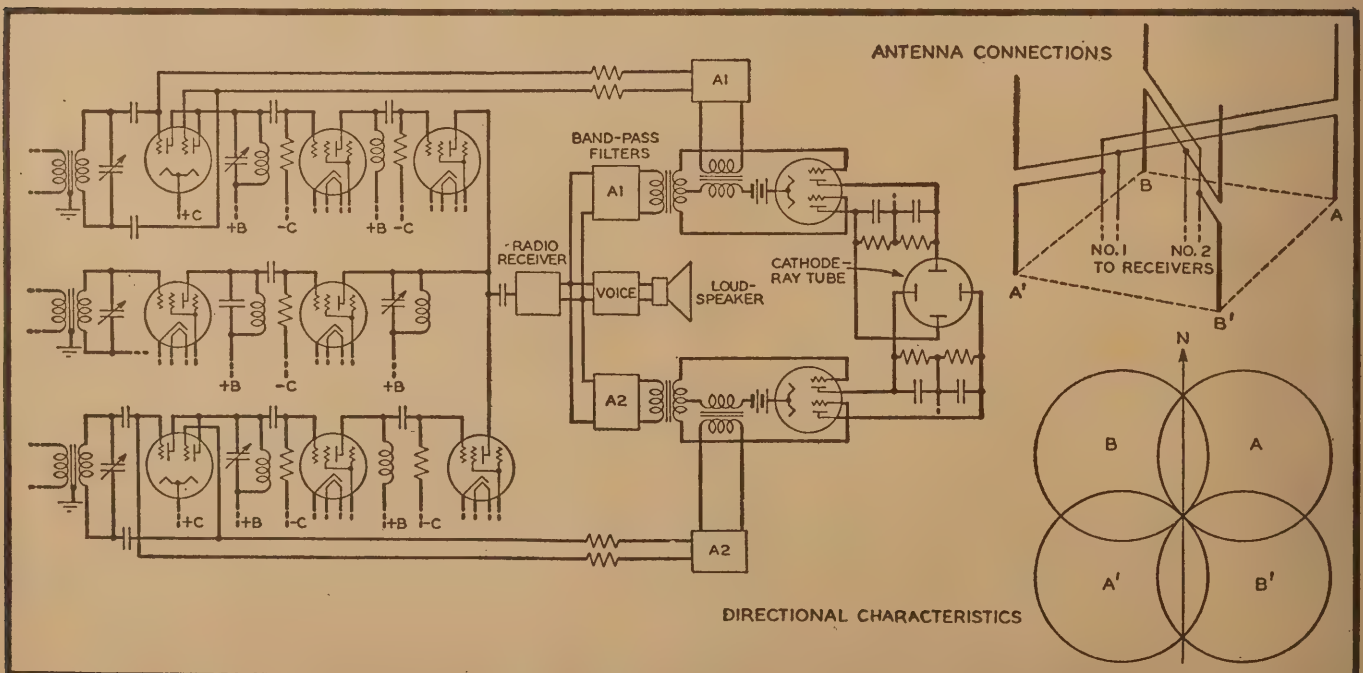 ANTENNA CONNECTIONS
A1
BAND-PASS
FILTERS
A1
+C
+B
-C
+B
-C
RADIO
RECEIVER
VOICE
LOUD-
SPEAKER
CATHODE-
RAY TUBE
B
A
NO.1
NO.2
TO RECEIVERS
A'
B'
+B
-C
+B
N
A2
B
A
+C
+B
-C
+B
-C
A2
A'
B'
DIRECTIONAL CHARACTERISTICS